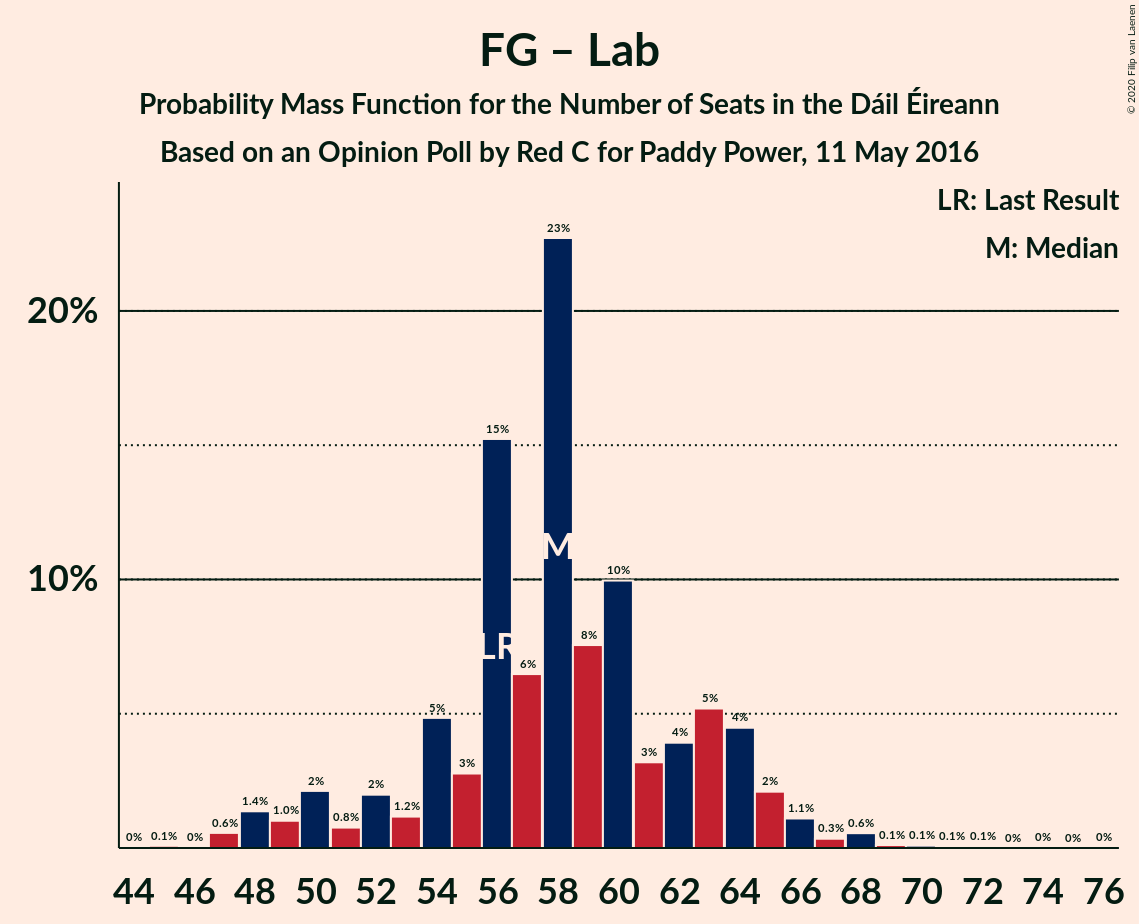 FG – Lab
Probability Mass Function for the Number of Seats in the Dáil Éireann
Based on an Opinion Poll by Red C for Paddy Power, 11 May 2016
© 2020 Filip van Laenen
LR: Last Result
M: Median
20%
10%
0% 0.1% 0% 0.6% 1.4% 1.0% 2% 0.8% 2% 1.2% 5% 3% 15% 6% 23% 8% 10% 3% 4% 5% 4% 2% 1.1% 0.3% 0.6% 0.1% 0.1% 0.1% 0.1% 0% 0% 0% 0%
LR
M
44 46 48 50 52 54 56 58 60 62 64 66 68 70 72 74 76